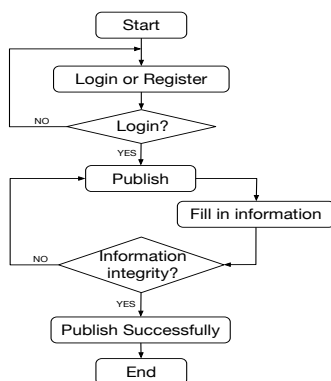 Start
Login or Register
Login?
NO
YES
Publish
Fill in information
Information
integrity?
NO
YES
Publish Successfully
End